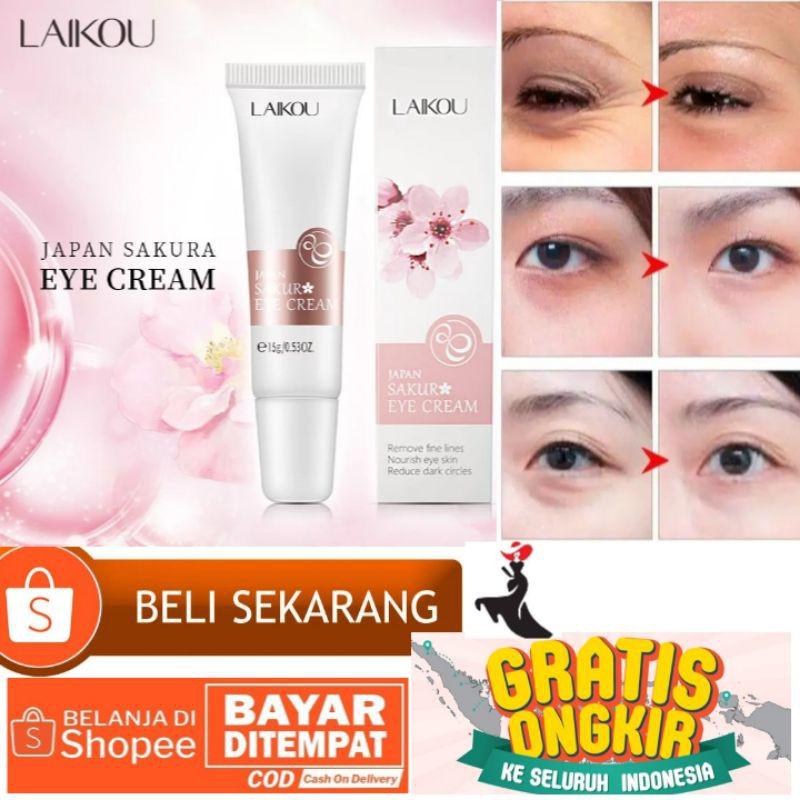 LAIKOU
JAPAN SAKURA
EYE CREAM
LAIKOU
JAPAN
SAKURA
EYE CREAM
e15g/0.53OZ.
LAIKOU
JAPAN
SAKURA
EYE CREAM
Remove fine lines
Nourish eye skin
Reduce dark circles
S
BELI SEKARANG
S
BELANJA DI
Shopee
BAYAR
DITEMPAT
COD Cash On Delivery
GRATIS
ONGKIR
KE SELURUH INDONESIA